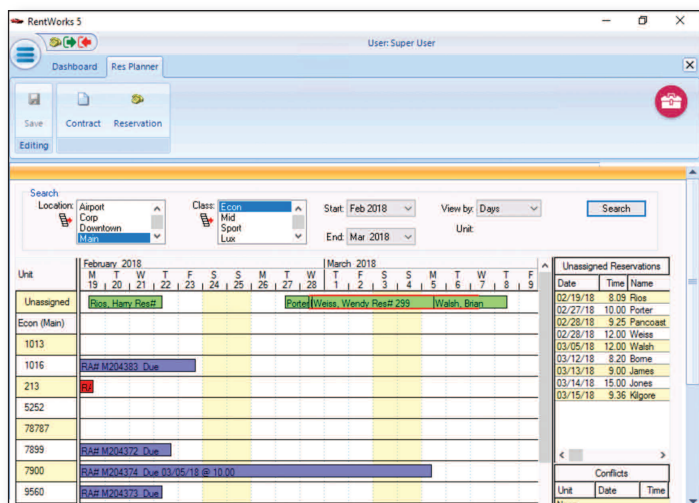 RentWorks 5
User: Super User
Dashboard Res Planner
Save Contract Reservation
Editing
Search
Location: Airport Class: Econ Start: Feb 2018 View by: Days Search
Corp Mid Unit:
Downtown Sport End: Mar 2018
Main Lux
February 2018 March 2018
Unit M T W T F S S M T W T F S S M T W T F
19 20 21 22 23 24 25 26 27 28 1 2 3 4 5 6 7 8 9
Unassigned Rios, Harry Res# Porter Weiss, Wendy Res# 299 Walsh, Brian
Econ (Main)
1013
1016 RA# M204383 Due
213
5252
78787
7899 RA# M204372 Due
7900 RA# M204374 Due 03/05/18 @ 10.00
9560 RA# M204373 Due
Unassigned Reservations
Date Time Name
02/19/18 8.09 Rios
02/27/18 10.00 Porter
02/28/18 9.25 Pancoast
02/28/18 12.00 Weiss
03/05/18 12.00 Walsh
03/12/18 8.20 Borne
03/13/18 9.00 James
03/14/18 15.00 Jones
03/15/18 9.36 Kilgore
Conflicts
Unit Date Time